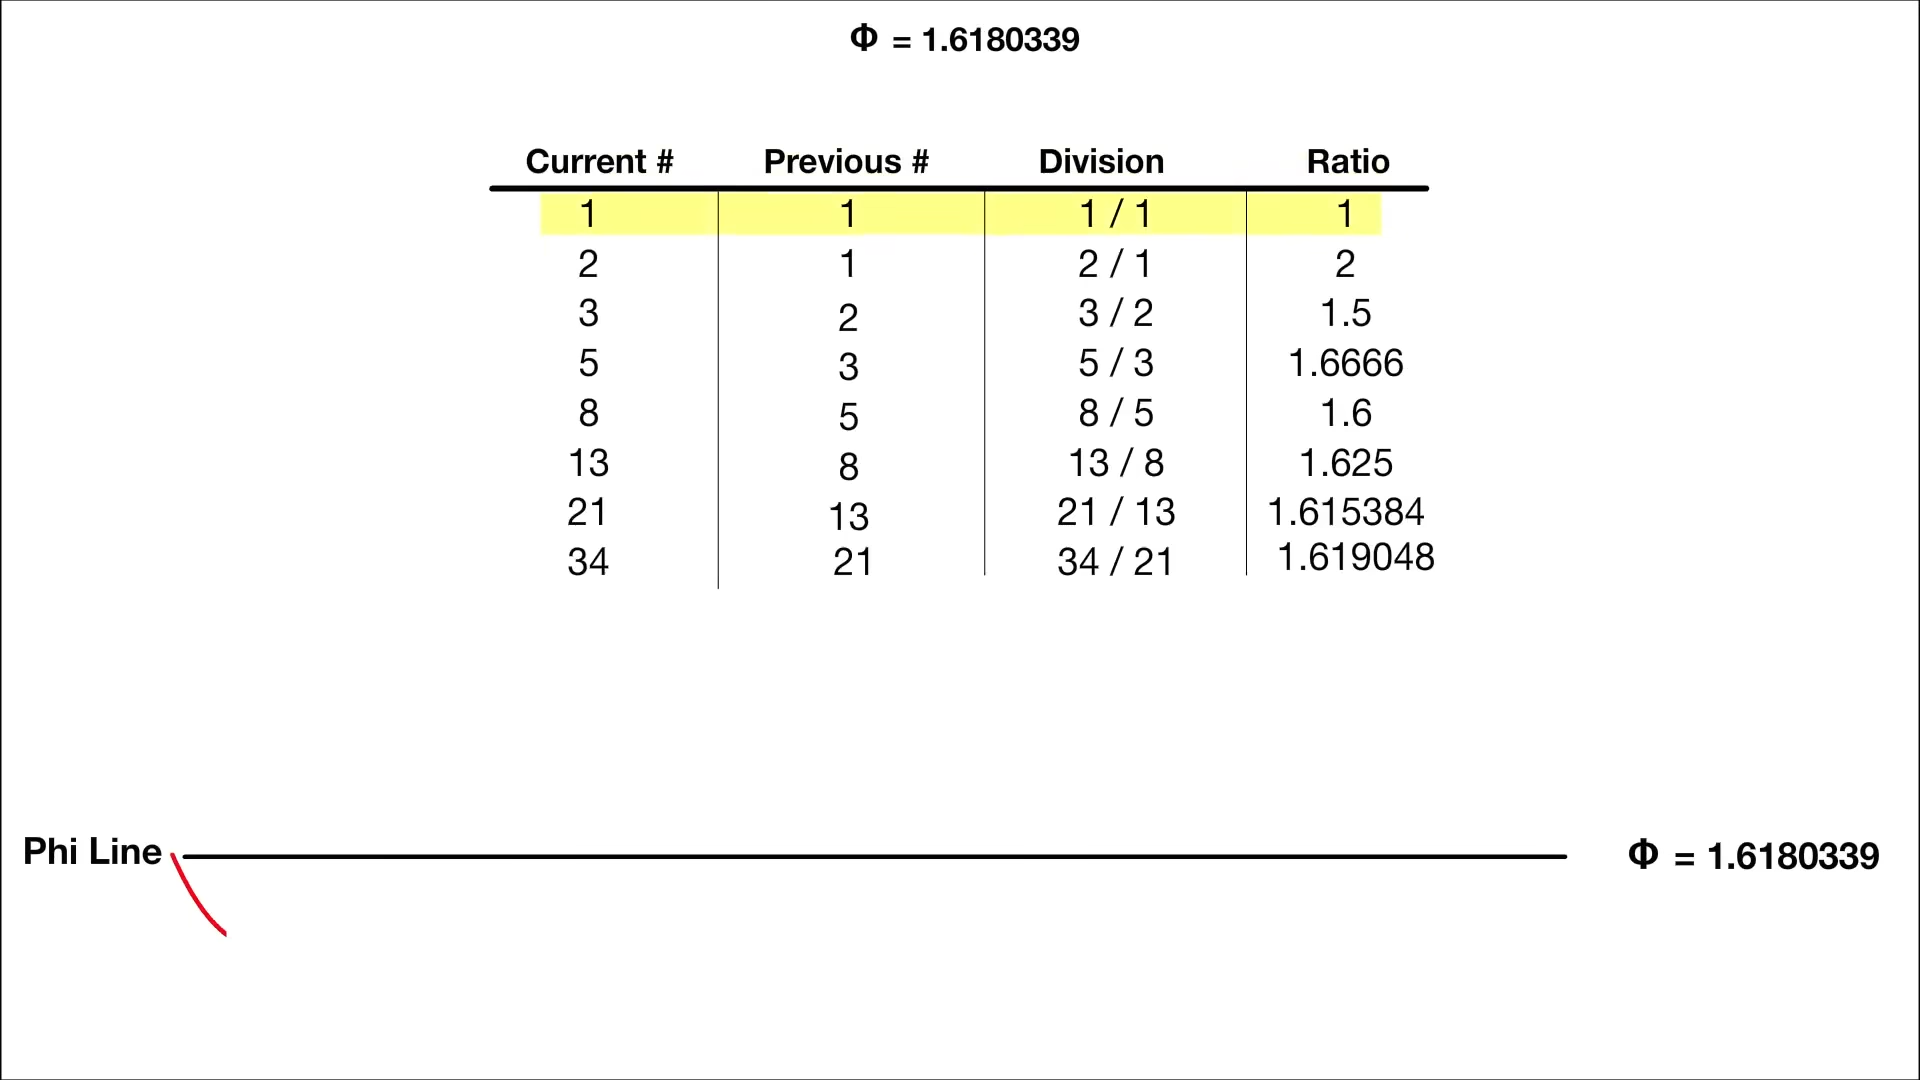 Φ = 1.6180339
Current # Previous # Division Ratio
1 1 1 / 1 1
2 1 2 / 1 2
3 2 3 / 2 1.5
5 3 5 / 3 1.6666
8 5 8 / 5 1.6
13 8 13 / 8 1.625
21 13 21 / 13 1.615384
34 21 34 / 21 1.619048
Phi Line Φ = 1.6180339